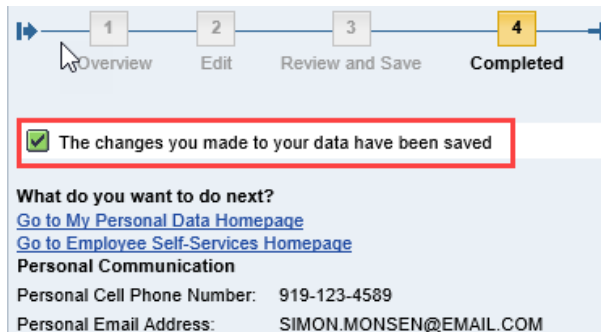 1 2 3 4
Overview Edit Review and Save Completed
The changes you made to your data have been saved
What do you want to do next?
Go to My Personal Data Homepage
Go to Employee Self-Services Homepage
Personal Communication
Personal Cell Phone Number: 919-123-4589
Personal Email Address: SIMON.MONSEN@EMAIL.COM